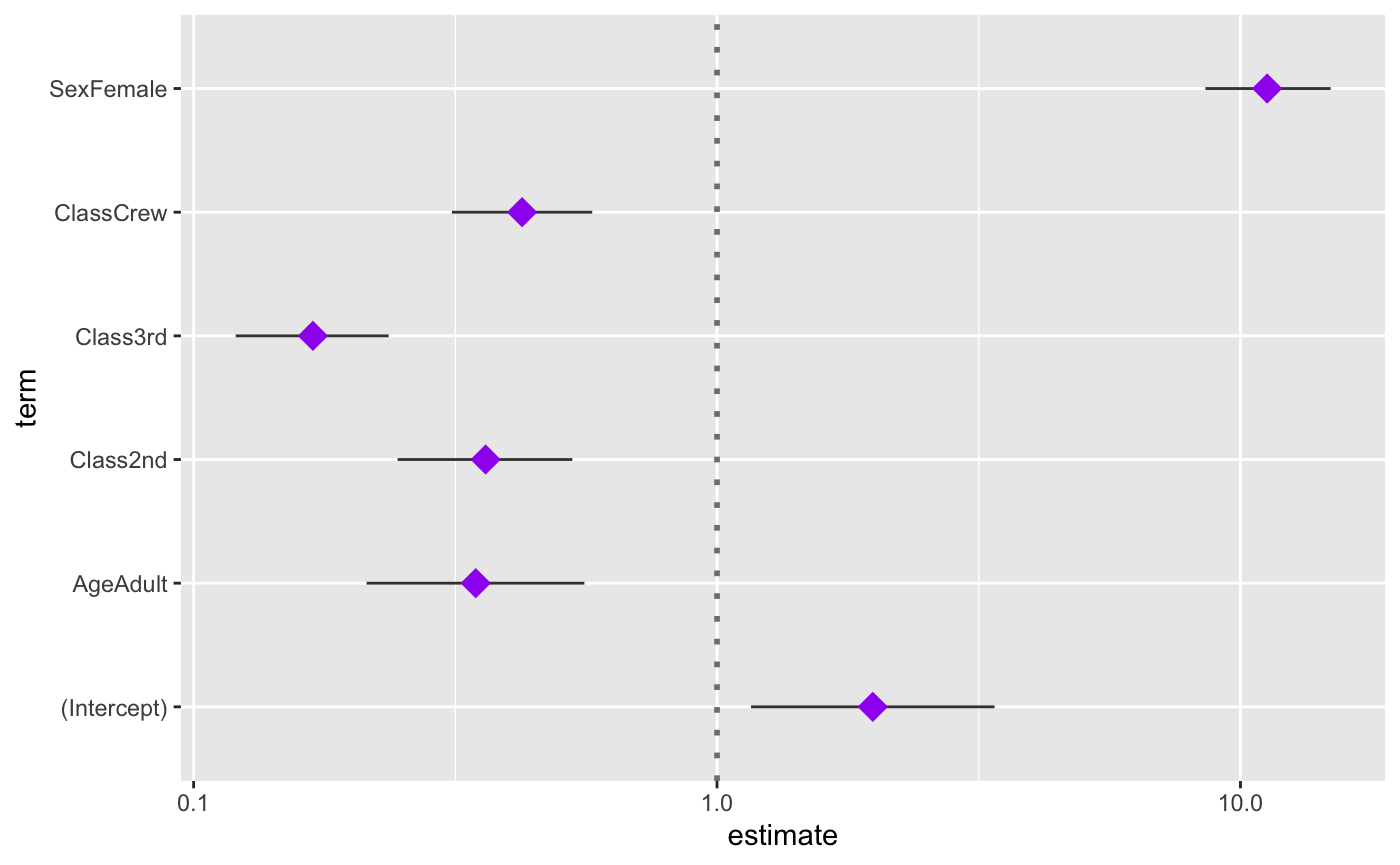 SexFemale
ClassCrew
Class3rd
Class2nd
AgeAdult
(Intercept)
term
0.1
1.0
10.0
estimate